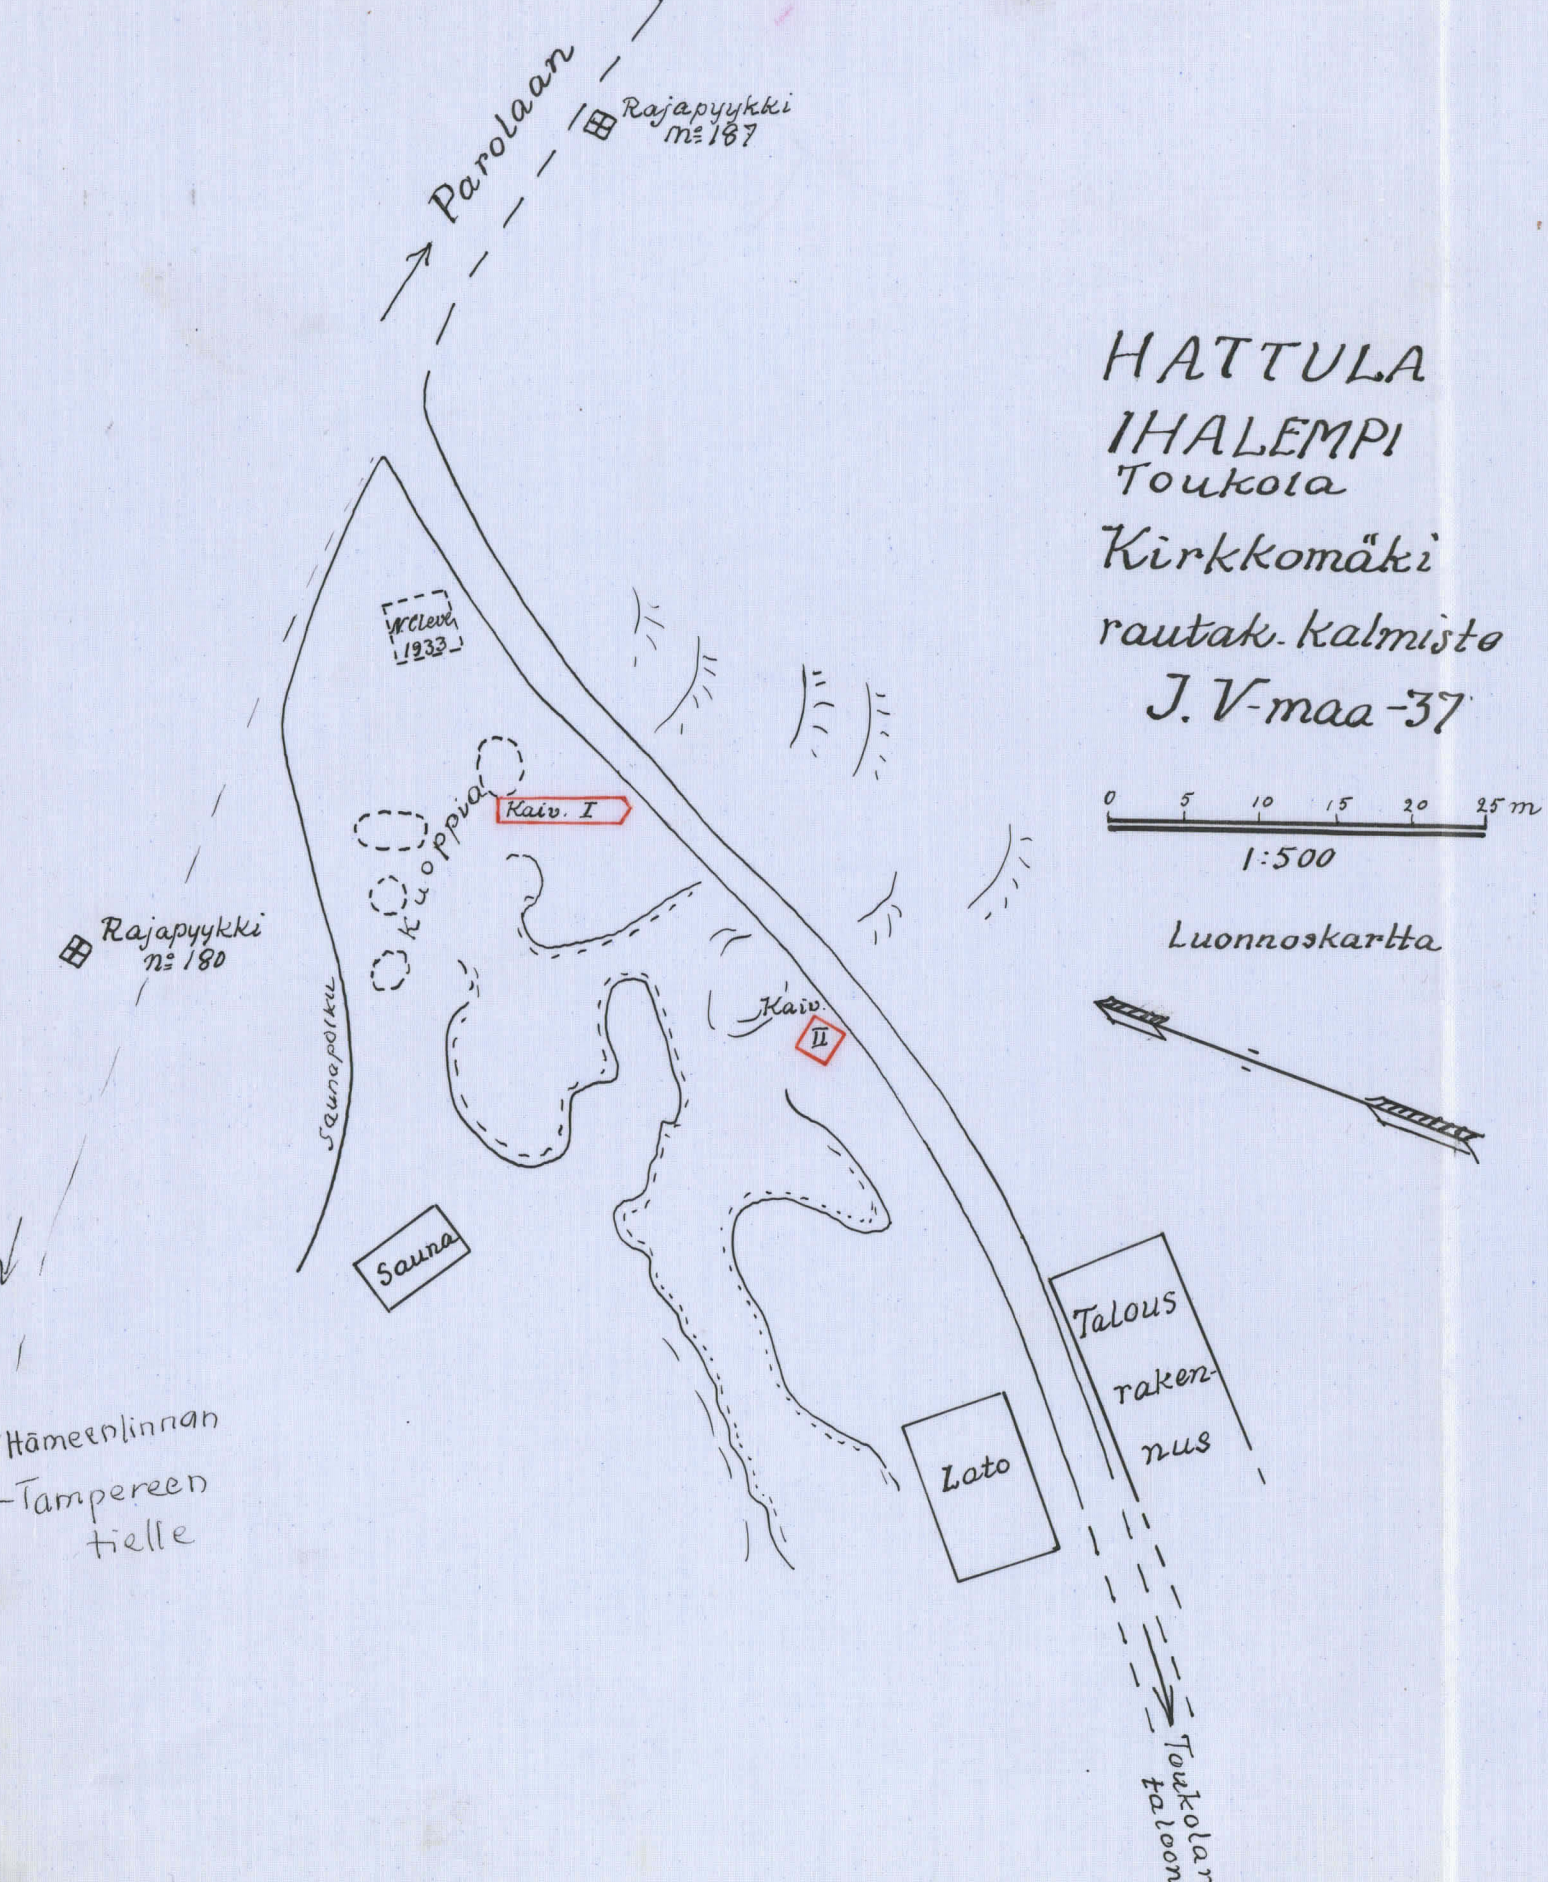 Parolaan
Rajapyykki
No 187
HATTULA
IHALEMPI
Toukola
Kirkkomäki
rautak. kalmisto
J. V-maa -37
0 5 10 15 20 25 m
1:500
Luonnoskartta
N. Cleve
1933
Kuoppia
Kaiv. I
Rajapyykki
no 180
Saunapolku
Kaiv.
II
Sauna
Talous
raken-
nus
Lato
Hämeenlinnan
-Tampereen
tielle
Toukolan
taloon